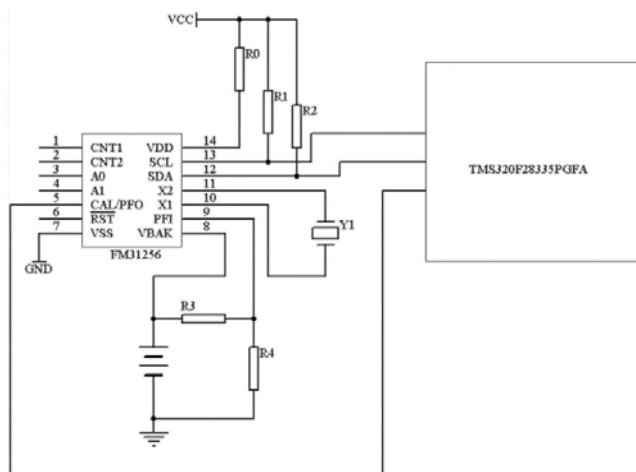 VCC
R0
R1
R2
1 CNT1 VDD 14
2 CNT2 SCL 13
3 A0 SDA 12
4 A1 X2 11
5 CAL/PFO X1 10
6 RST PFI 9
7 VSS VBAK 8
FM31256
GND
Y1
R3
R4
TMS320F28335PGFA